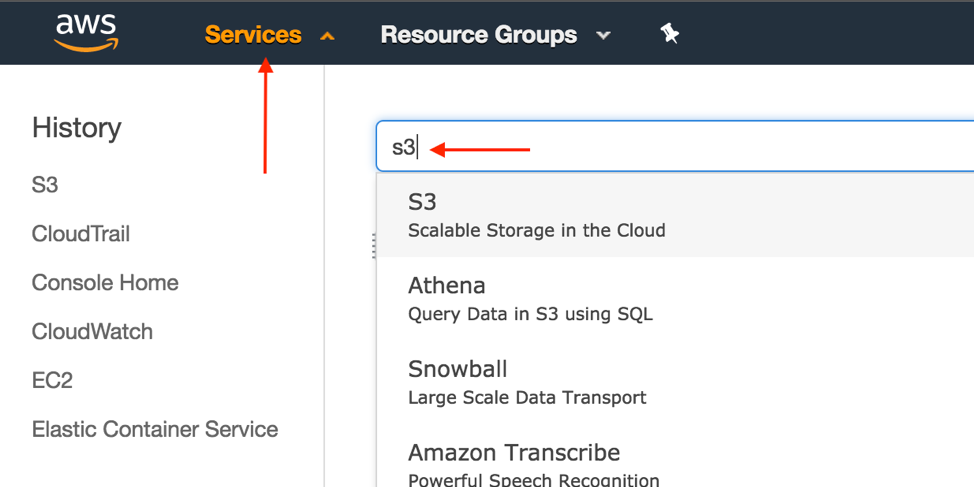 aws Services Resource Groups
History
S3
CloudTrail
Console Home
CloudWatch
EC2
Elastic Container Service
s3
S3
Scalable Storage in the Cloud
Athena
Query Data in S3 using SQL
Snowball
Large Scale Data Transport
Amazon Transcribe
Powerful Speech Recognition